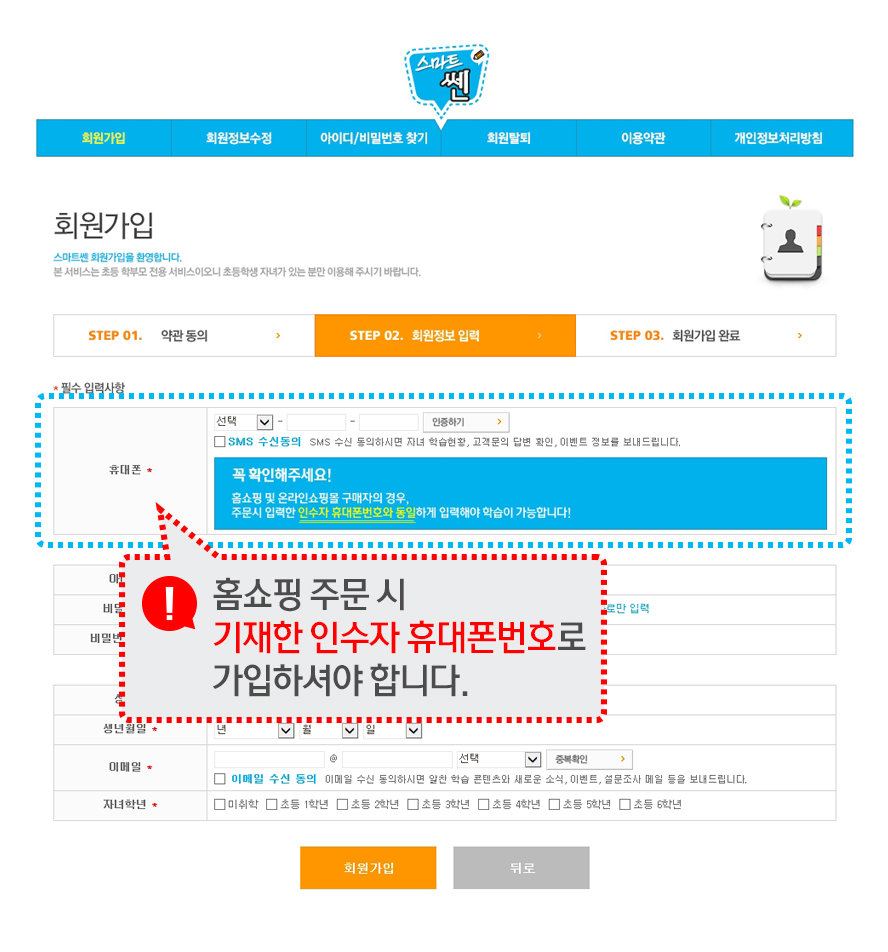 스마트
쎈
회원가입 회원정보수정 아이디/비밀번호 찾기 회원탈퇴 이용약관 개인정보처리방침
회원가입
스마트쎈 회원가입을 환영합니다.
본 서비스는 초등 학부모 전용 서비스이오니 초등학생 자녀가 있는 분만 이용해 주시기 바랍니다.
STEP 01. 약관 동의 > STEP 02. 회원정보 입력 > STEP 03. 회원가입 완료 >
* 필수 입력사항
휴대폰 *
선택 - - 인증하기 >
SMS 수신동의 SMS 수신 동의하시면 자녀 학습현황, 고객문의 답변 확인, 이벤트 정보를 보내드립니다.
꼭 확인해주세요!
홈쇼핑 및 온라인쇼핑몰 구매자의 경우,
주문시 입력한 인수자 휴대폰번호와 동일하게 입력해야 학습이 가능합니다!
! 홈쇼핑 주문 시
기재한 인수자 휴대폰번호로
가입하셔야 합니다.
입력
생년월일 * 년 월 일
이메일 * @ 선택 중복확인 >
이메일 수신 동의 이메일 수신 동의하시면 알찬 학습 콘텐츠와 새로운 소식, 이벤트, 설문조사 메일 등을 보내드립니다.
자녀학년 * 미취학 초등 1학년 초등 2학년 초등 3학년 초등 4학년 초등 5학년 초등 6학년
회원가입 뒤로